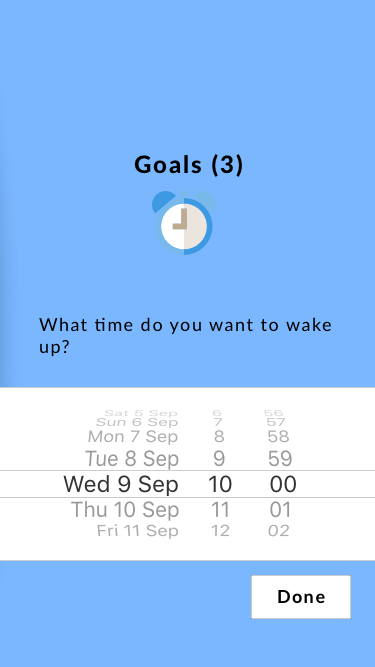 Goals (3)
What time do you want to wake
up?
Sat 5 Sep 6 56
Sun 6 Sep 7 57
Mon 7 Sep 8 58
Tue 8 Sep 9 59
Wed 9 Sep 10 00
Thu 10 Sep 11 01
Fri 11 Sep 12 02
Done